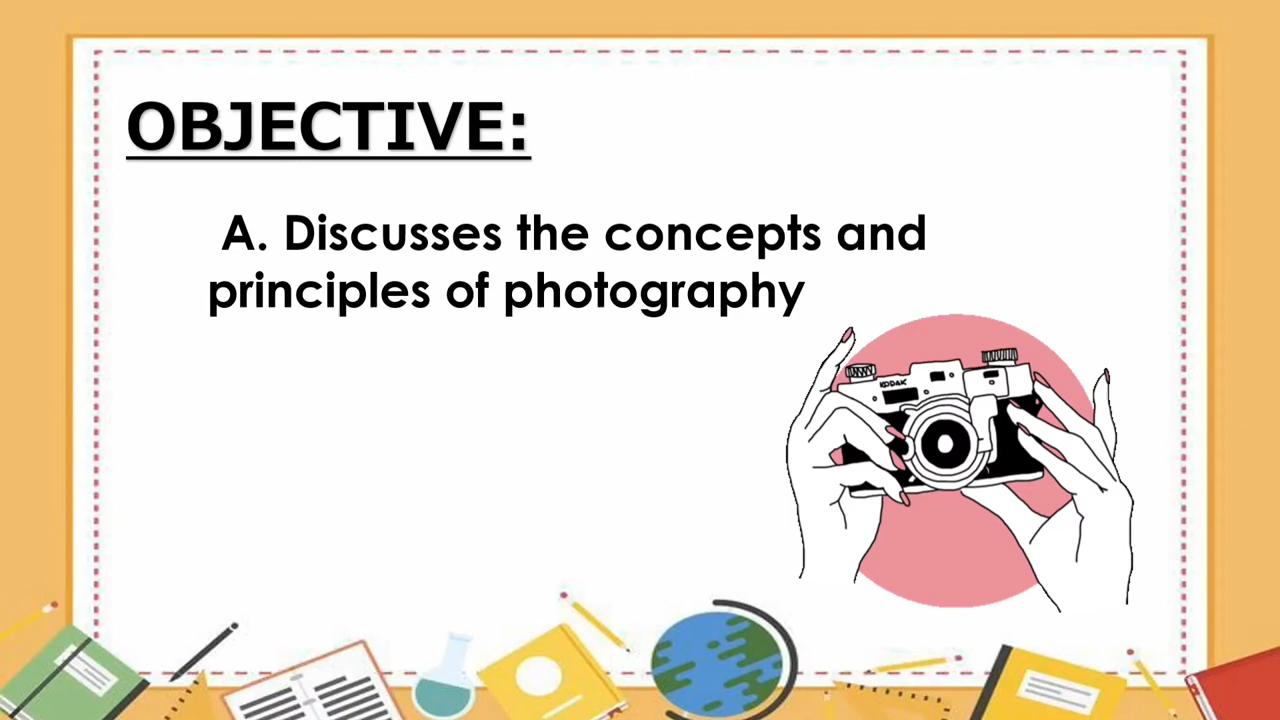 OBJECTIVE:
A. Discusses the concepts and
principles of photography
KODAK